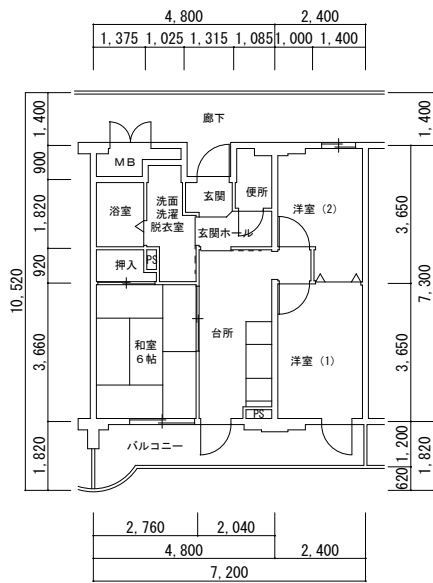 4,800
2,400
1,375
1,025
1,315
1,085
1,000
1,400
1,400
900
1,820
920
3,660
1,820
10,520
廊下
MB
浴室
洗面
洗濯
脱衣室
玄関
便所
玄関ホール
洋室(2)
押入
PS
和室
6帖
台所
洋室(1)
PS
バルコニー
1,400
3,650
3,650
7,300
1,200
620
1,820
2,760
2,040
4,800
2,400
7,200